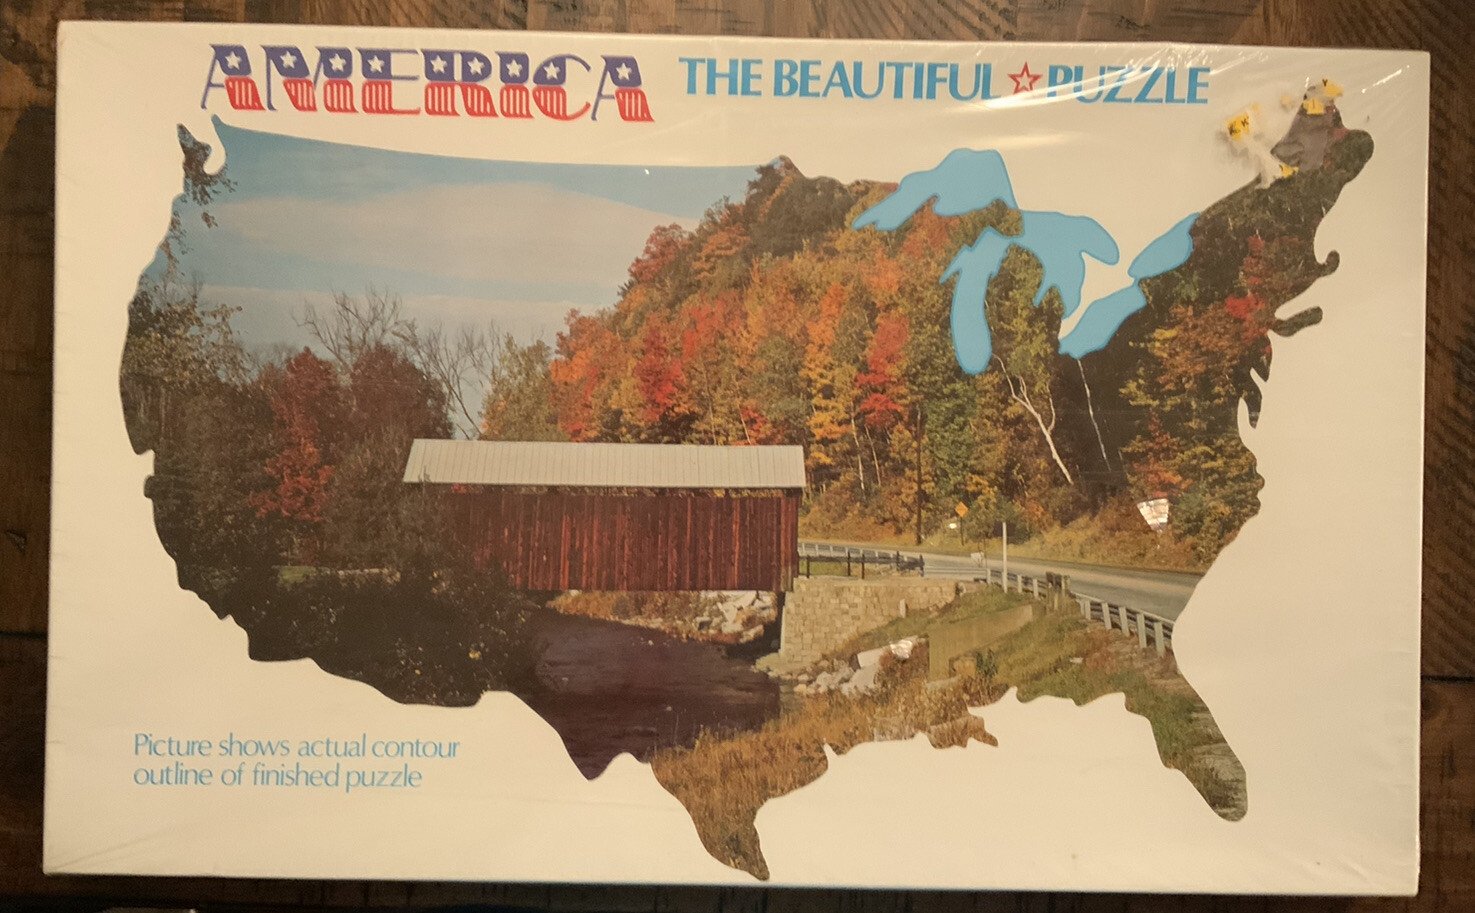 AMERICA THE BEAUTIFUL ☆ PUZZLE
Picture shows actual contour
outline of finished puzzle